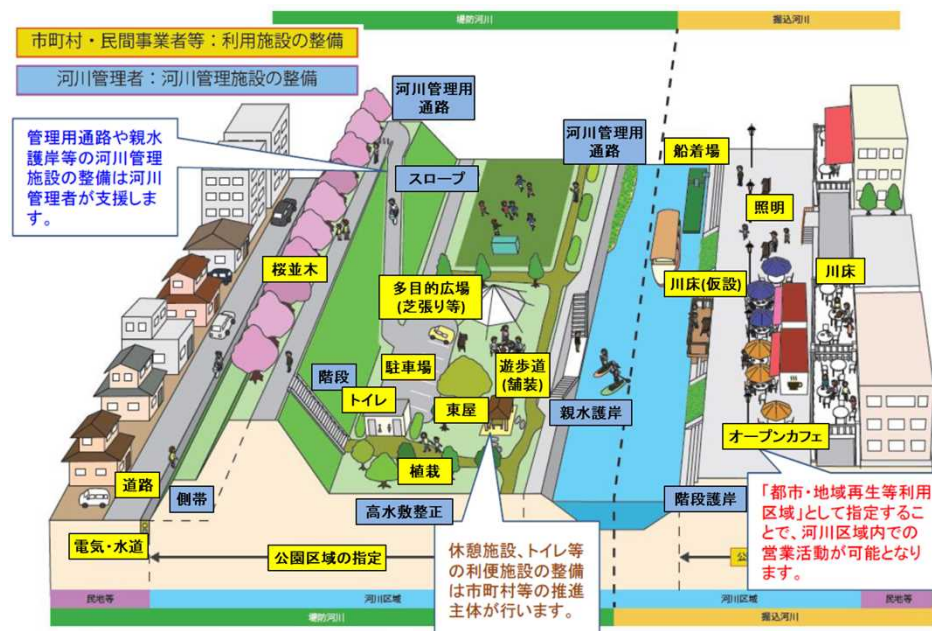 堤防河川
掘込河川
市町村・民間事業者等：利用施設の整備
河川管理者：河川管理施設の整備
河川管理用
通路
管理用通路や親水
護岸等の河川管理
施設の整備は河川
管理者が支援しま
す。
河川管理用
通路
船着場
スロープ
照明
桜並木
多目的広場
(芝張り等)
川床(仮設)
川床
駐車場
遊歩道
(舗装)
階段
トイレ
東屋
親水護岸
オープンカフェ
植栽
道路
側帯
高水敷整正
階段護岸
「都市・地域再生等利用
区域」として指定すること
で、河川区域内での
営業活動が可能となり
ます。
電気・水道
公園区域の指定
休憩施設、トイレ等
の利便施設の整備
は市町村等の推進
主体が行います。
民地等
河川区域
河川区域
民地等
堤防河川
掘込河川